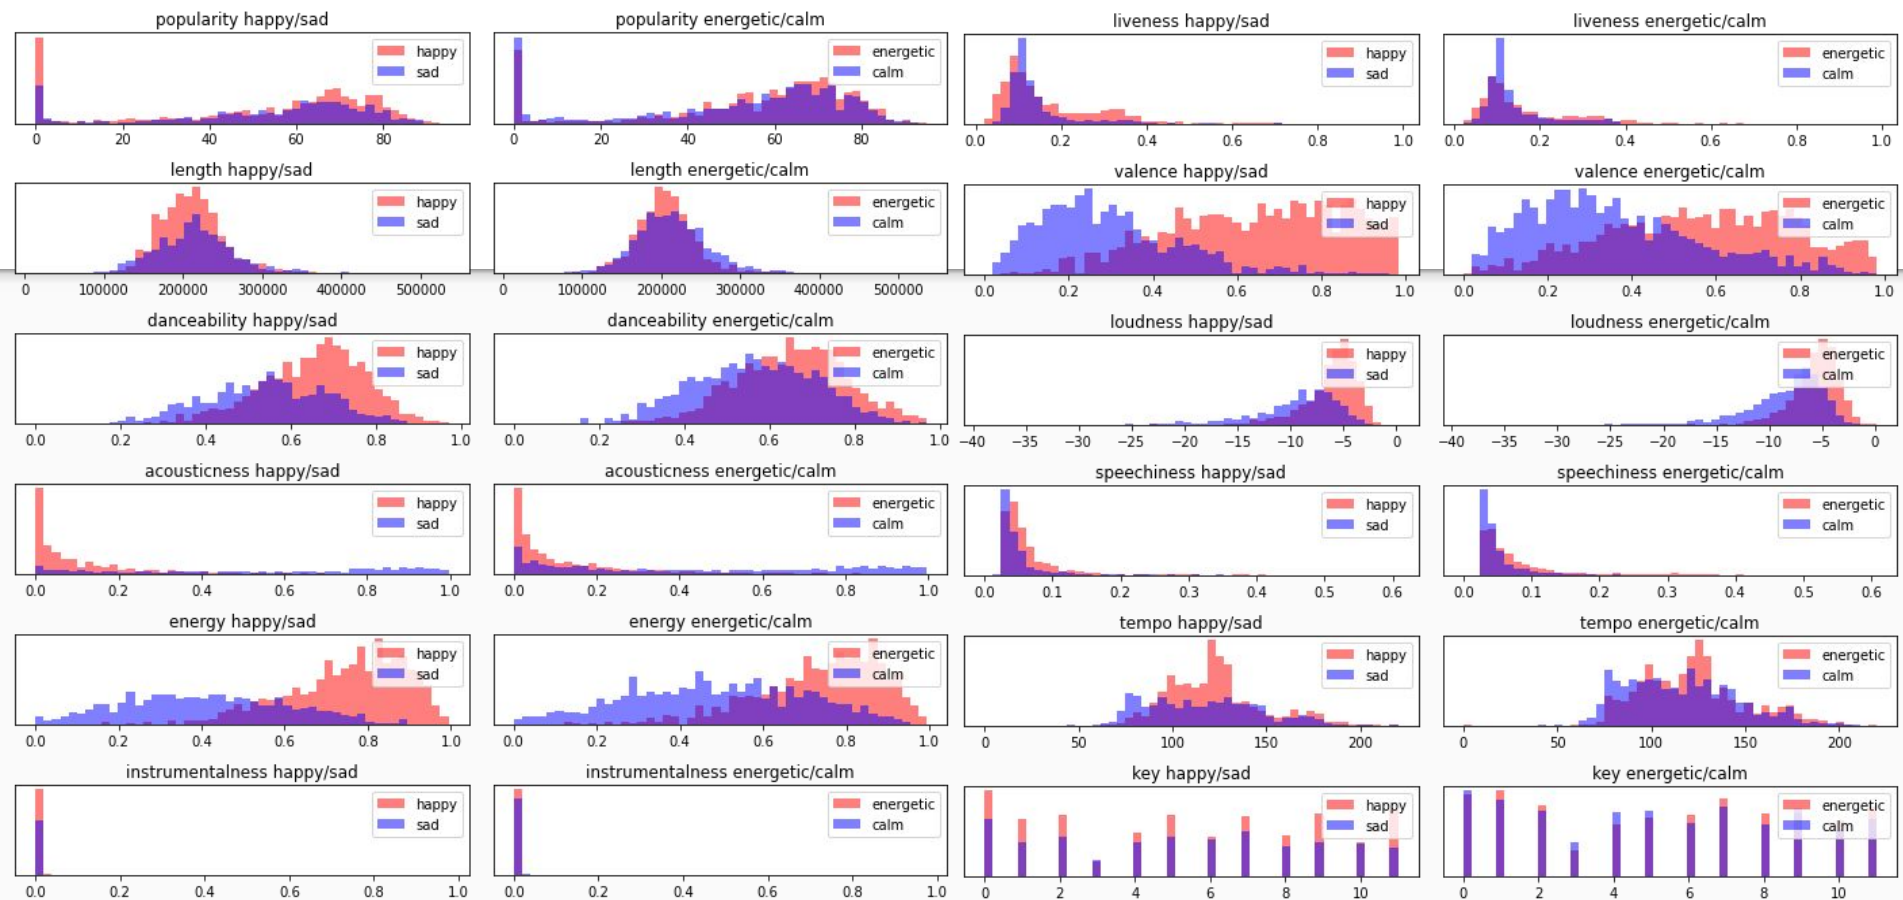 popularity happy/sad
happy
sad
0 20 40 60 80
popularity energetic/calm
energetic
calm
0 20 40 60 80
liveness happy/sad
happy
sad
0.0 0.2 0.4 0.6 0.8 1.0
liveness energetic/calm
energetic
calm
0.0 0.2 0.4 0.6 0.8 1.0
length happy/sad
happy
sad
0 100000 200000 300000 400000 500000
length energetic/calm
energetic
calm
0 100000 200000 300000 400000 500000
valence happy/sad
happy
sad
0.0 0.2 0.4 0.6 0.8 1.0
valence energetic/calm
energetic
calm
0.0 0.2 0.4 0.6 0.8 1.0
danceability happy/sad
happy
sad
0.0 0.2 0.4 0.6 0.8 1.0
danceability energetic/calm
energetic
calm
0.0 0.2 0.4 0.6 0.8 1.0
loudness happy/sad
happy
sad
−40 −35 −30 −25 −20 −15 −10 −5 0
loudness energetic/calm
energetic
calm
−40 −35 −30 −25 −20 −15 −10 −5 0
acousticness happy/sad
happy
sad
0.0 0.2 0.4 0.6 0.8 1.0
acousticness energetic/calm
energetic
calm
0.0 0.2 0.4 0.6 0.8 1.0
speechiness happy/sad
happy
sad
0.0 0.1 0.2 0.3 0.4 0.5 0.6
speechiness energetic/calm
energetic
calm
0.0 0.1 0.2 0.3 0.4 0.5 0.6
energy happy/sad
happy
sad
0.0 0.2 0.4 0.6 0.8 1.0
energy energetic/calm
energetic
calm
0.0 0.2 0.4 0.6 0.8 1.0
tempo happy/sad
happy
sad
0 50 100 150 200
tempo energetic/calm
energetic
calm
0 50 100 150 200
instrumentalness happy/sad
happy
sad
0.0 0.2 0.4 0.6 0.8 1.0
instrumentalness energetic/calm
energetic
calm
0.0 0.2 0.4 0.6 0.8 1.0
key happy/sad
happy
sad
0 2 4 6 8 10
key energetic/calm
energetic
calm
0 2 4 6 8 10